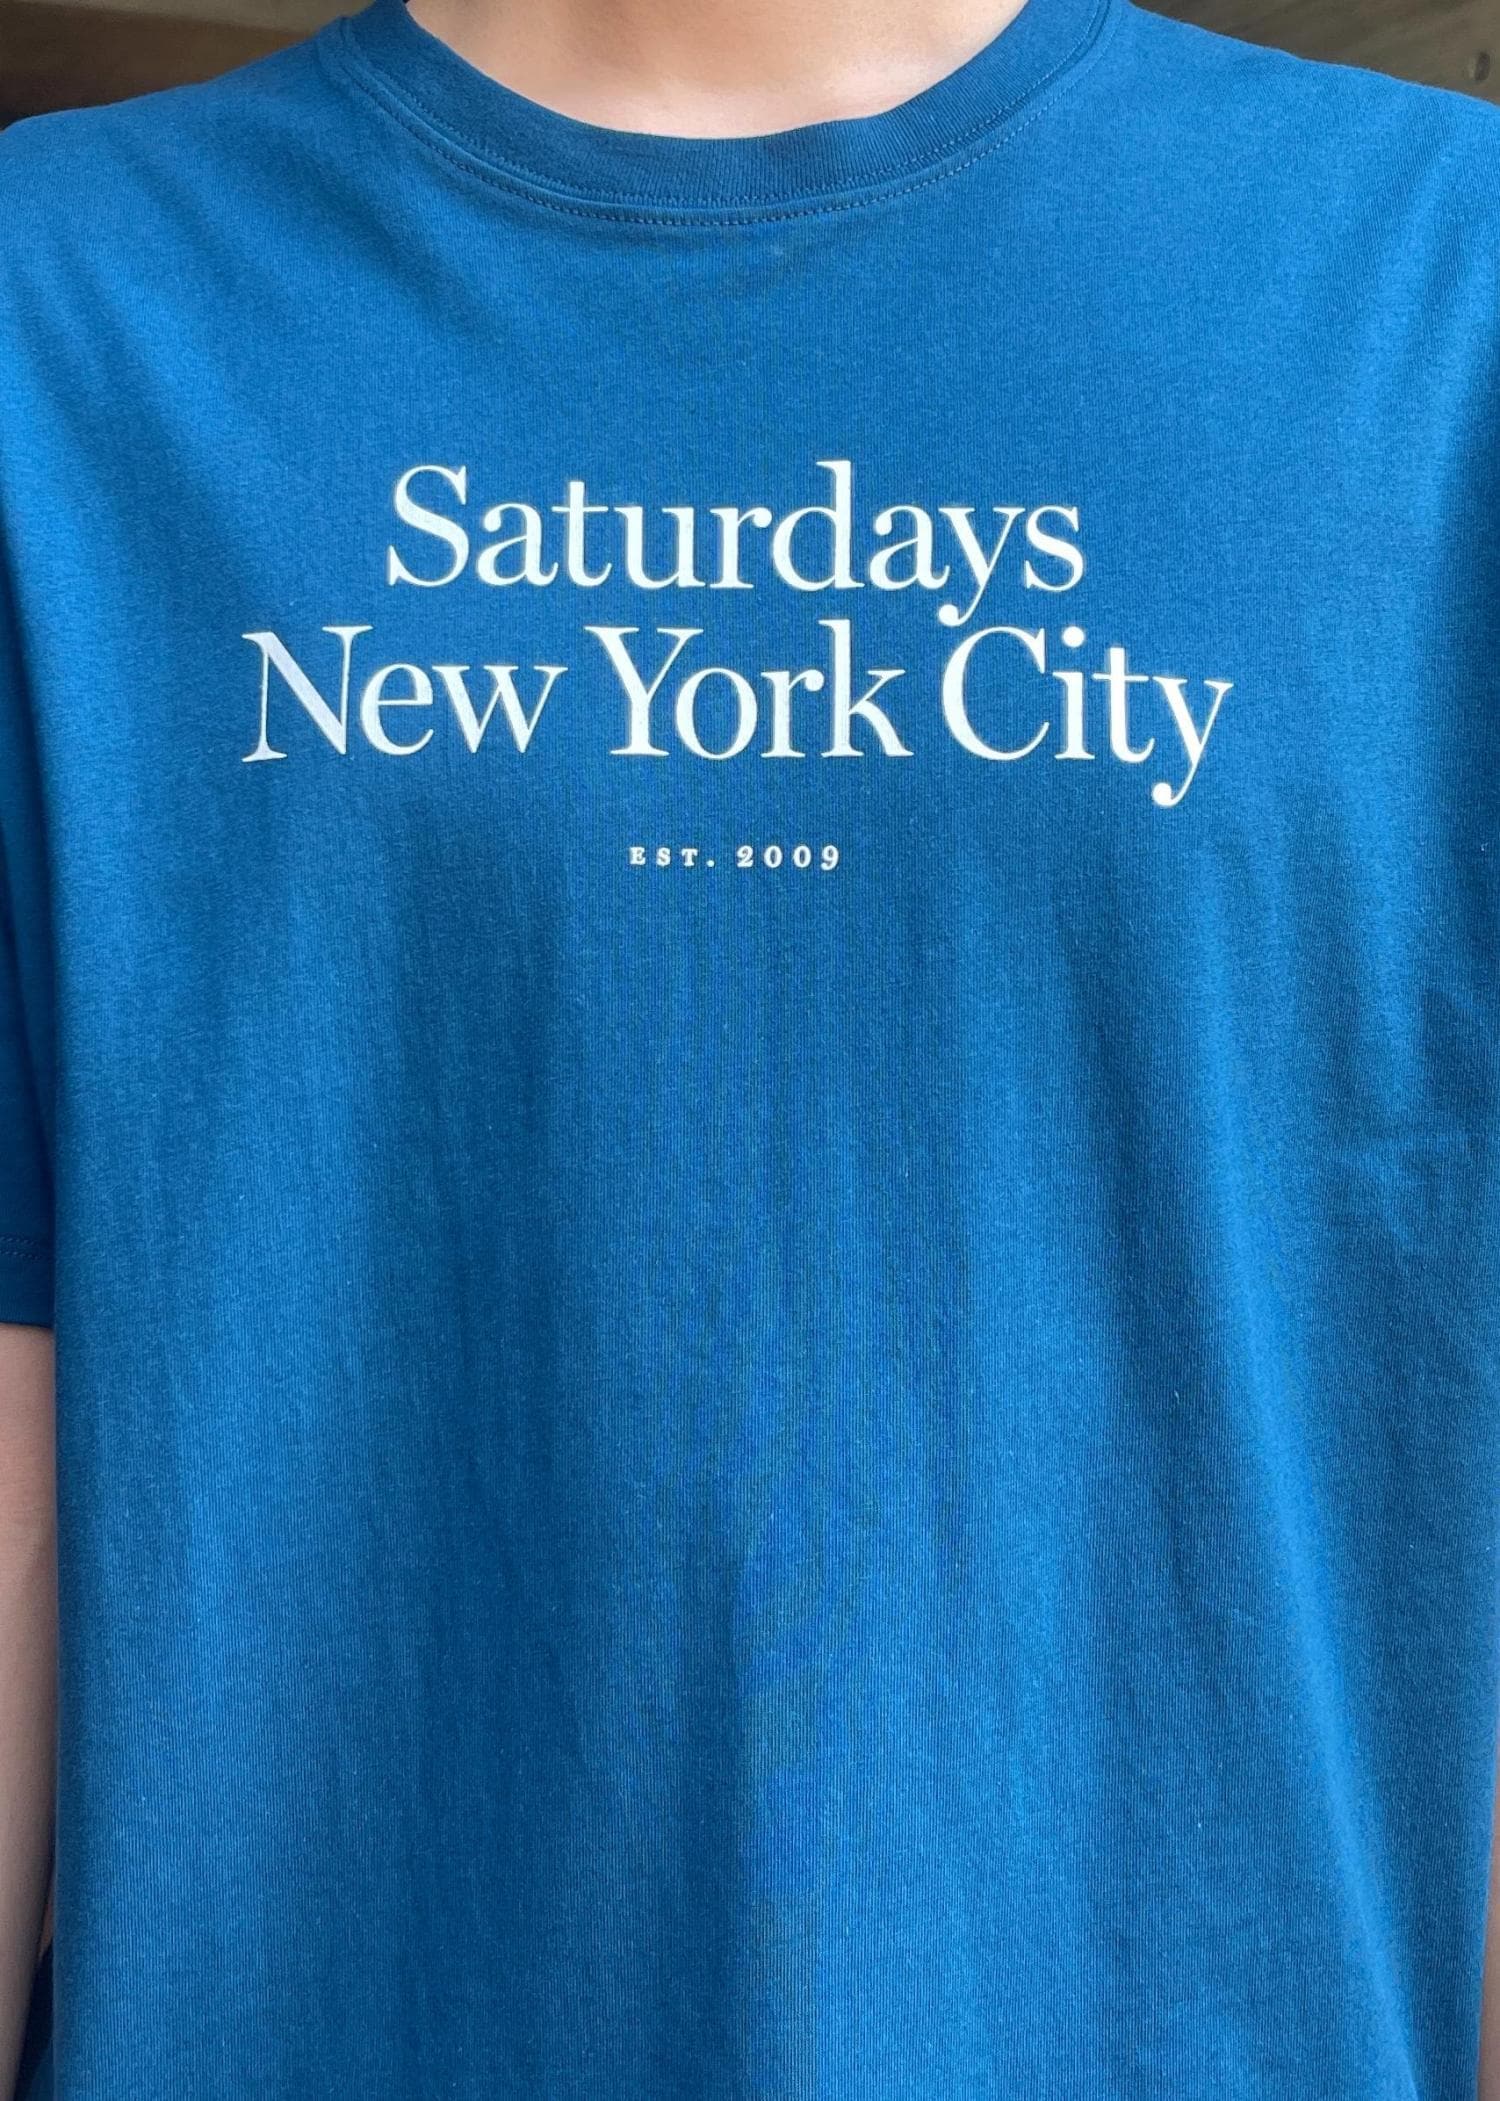 Saturdays
New York City
EST. 2009